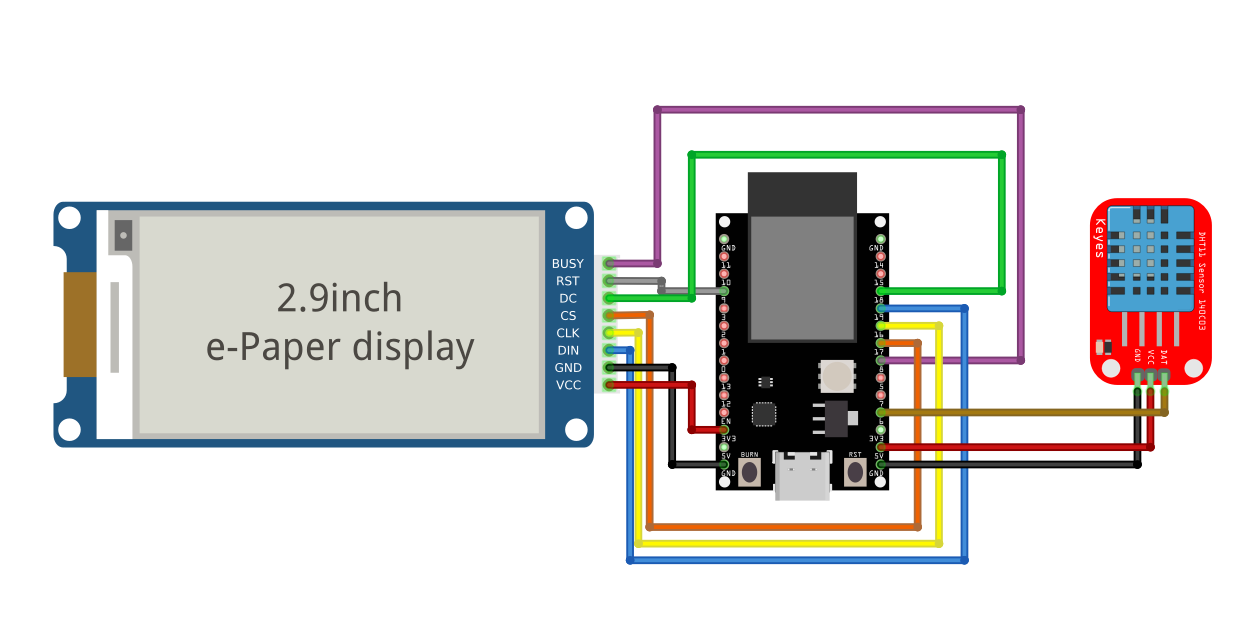 2.9inch
e-Paper display
BUSY
RST
DC
CS
CLK
DIN
GND
VCC
GND
11
10
9
3
2
1
0
13
12
EN
3V3
5V
GND
GND
14
15
18
19
16
17
5
7
6
3V3
5V
GND
BURN
RST
Keyes
DHT11 Sensor 140C03
GND
VCC
DAT